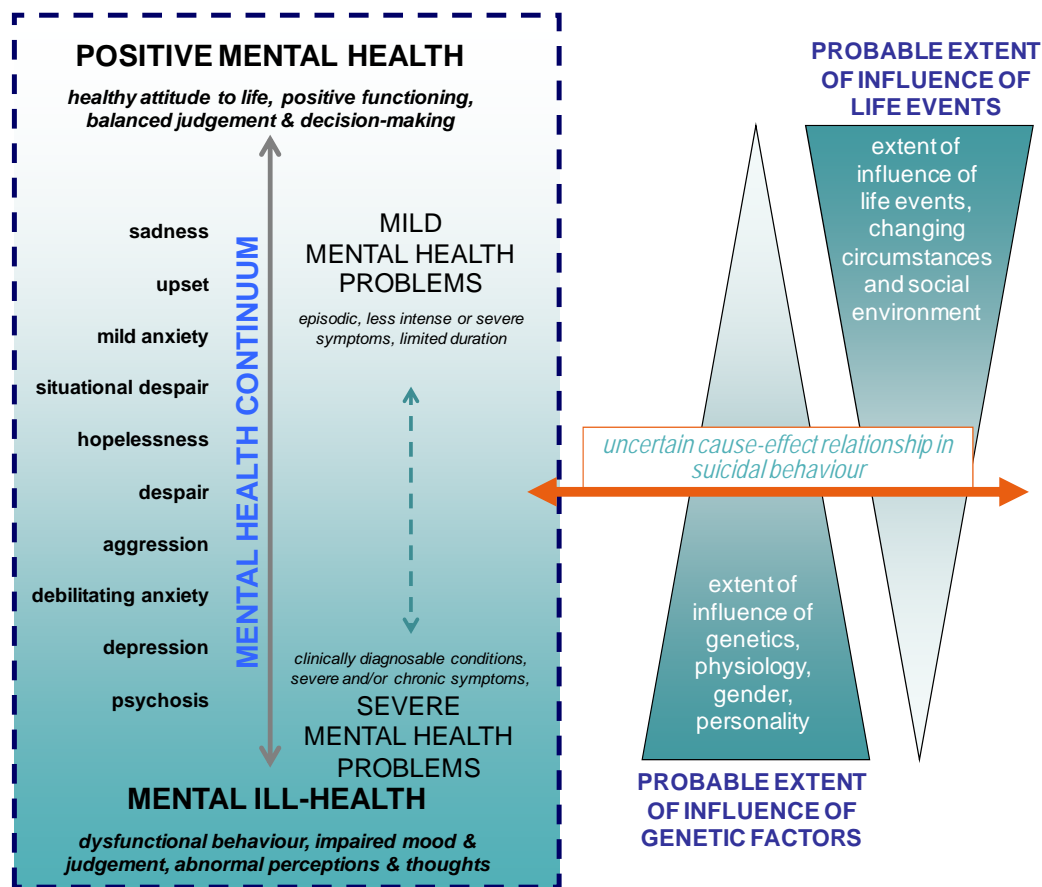 POSITIVE MENTAL HEALTH
healthy attitude to life, positive functioning,
balanced judgement & decision-making
sadness
upset
mild anxiety
situational despair
hopelessness
despair
aggression
debilitating anxiety
depression
psychosis
MENTAL HEALTH CONTINUUM
MILD
MENTAL HEALTH
PROBLEMS
episodic, less intense or severe
symptoms, limited duration
clinically diagnosable conditions,
severe and/or chronic symptoms,
SEVERE
MENTAL HEALTH
PROBLEMS
MENTAL ILL-HEALTH
dysfunctional behaviour, impaired mood &
judgement, abnormal perceptions & thoughts
PROBABLE EXTENT
OF INFLUENCE OF
LIFE EVENTS
extent of
influence of
life events,
changing
circumstances
and social
environment
uncertain cause-effect relationship in
suicidal behaviour
extent of
influence of
genetics,
physiology,
gender,
personality
PROBABLE EXTENT
OF INFLUENCE OF
GENETIC FACTORS